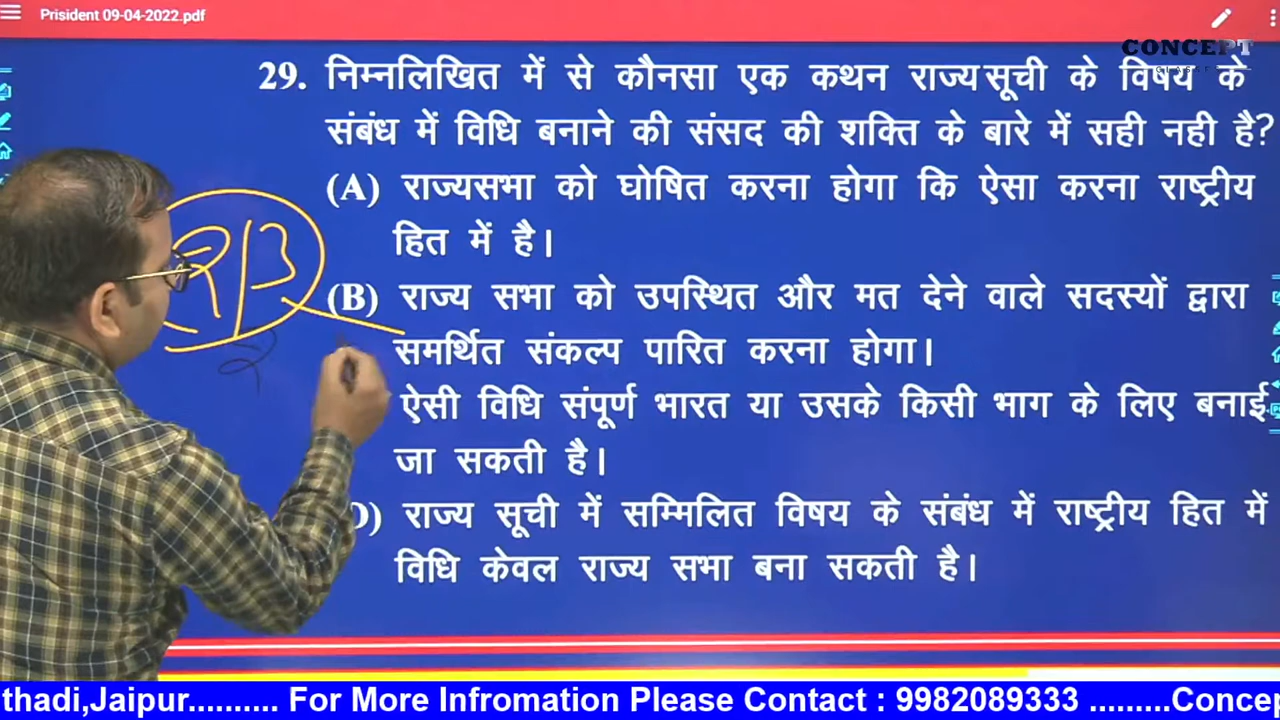 Prisident 09-04-2022.pdf
CONCEPT
29. निम्नलिखित में से कौनसा एक कथन राज्य सूची के विषय के
संबंध में विधि बनाने की संसद की शक्ति के बारे में सही नही है?
(A) राज्यसभा को घोषित करना होगा कि ऐसा करना राष्ट्रीय
हित में है।
(B) राज्य सभा को उपस्थित और मत देने वाले सदस्यों द्वारा
समर्थित संकल्प पारित करना होगा।
ऐसी विधि संपूर्ण भारत या उसके किसी भाग के लिए बनाई
जा सकती है।
D) राज्य सूची में सम्मिलित विषय के संबंध में राष्ट्रीय हित में
विधि केवल राज्य सभा बना सकती है।
2/3
thadi,Jaipur.......... For More Infromation Please Contact : 9982089333 .........Concep